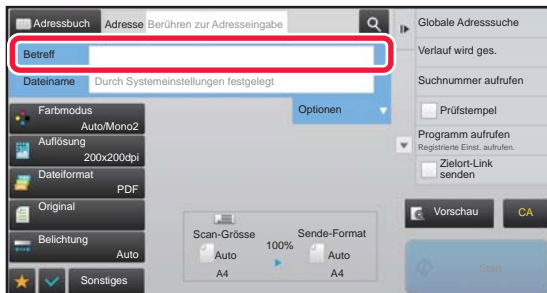 Adressbuch
Adresse
Berühren zur Adresseingabe
Betreff
Dateiname
Durch Systemeinstellungen festgelegt
Optionen
Farbmodus
Auto/Mono2
Auflösung
200x200dpi
Dateiformat
PDF
Original
Belichtung
Auto
Sonstiges
Scan-Grösse
Auto
A4
100%
Sende-Format
Auto
A4
Globale Adresssuche
Verlauf wird ges.
Suchnummer aufrufen
Prüfstempel
Programm aufrufen
Registrierte Einst. aufrufen.
Zielort-Link
senden
Vorschau
CA
Start